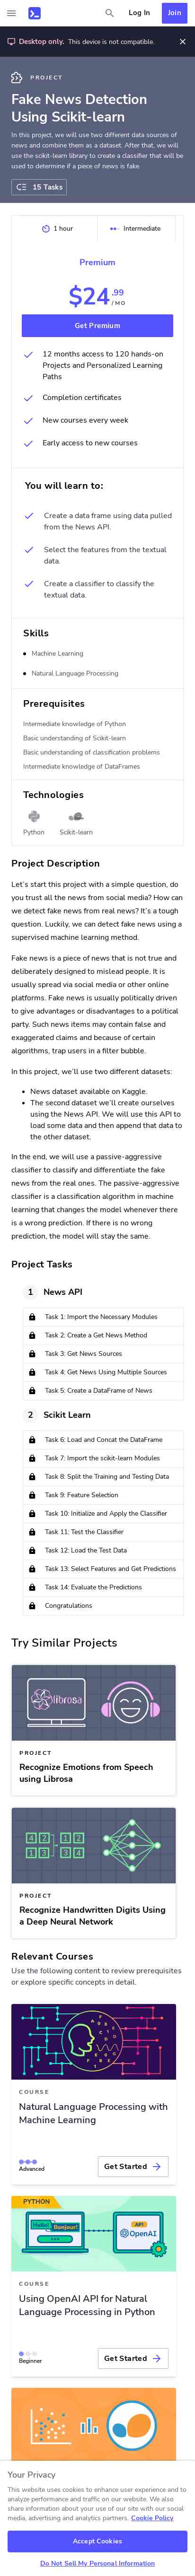 Log In
Join
Desktop only. This device is not compatible.
PROJECT
Fake News Detection
Using Scikit-learn
In this project, we will use two different data sources of
news and combine them as a dataset. After that, we will
use the scikit-learn library to create a classifier that will be
used to determine if a piece of news is fake.
15 Tasks
1 hour
Intermediate
Premium
$24 .99 /MO
Get Premium
12 months access to 120 hands-on
Projects and Personalized Learning
Paths
Completion certificates
New courses every week
Early access to new courses
You will learn to:
Create a data frame using data pulled
from the News API.
Select the features from the textual
data.
Create a classifier to classify the
textual data.
Skills
Machine Learning
Natural Language Processing
Prerequisites
Intermediate knowledge of Python
Basic understanding of Scikit-learn
Basic understanding of classification problems
Intermediate knowledge of DataFrames
Technologies
Python
Scikit-learn
Project Description
Let's start this project with a simple question, do
you trust all the news from social media? How can
we detect fake news from real news? It's a tough
question. Luckily, we can detect fake news using a
supervised machine learning method.
Fake news is a piece of news that is not true and
deliberately designed to mislead people. It is
usually spread via social media or other online
platforms. Fake news is usually politically driven
to give advantages or disadvantages to a political
party. Such news items may contain false and
exaggerated claims and because of certain
algorithms, trap users in a filter bubble.
In this project, we'll use two different datasets:
News dataset available on Kaggle.
The second dataset we'll create ourselves
using the News API. We will use this API to
load some data and then append that data to
the other dataset.
In the end, we will use a passive-aggressive
classifier to classify and differentiate the fake
news from the real ones. The passive-aggressive
classifier is a classification algorithm in machine
learning that changes the model whenever there
is a wrong prediction. If there is no wrong
prediction, the model will stay the same.
Project Tasks
1 News API
Task 1: Import the Necessary Modules
Task 2: Create a Get News Method
Task 3: Get News Sources
Task 4: Get News Using Multiple Sources
Task 5: Create a DataFrame of News
2 Scikit Learn
Task 6: Load and Concat the DataFrame
Task 7: Import the scikit-learn Modules
Task 8: Split the Training and Testing Data
Task 9: Feature Selection
Task 10: Initialize and Apply the Classifier
Task 11: Test the Classifier
Task 12: Load the Test Data
Task 13: Select Features and Get Predictions
Task 14: Evaluate the Predictions
Congratulations
Try Similar Projects
librosa
PROJECT
Recognize Emotions from Speech
using Librosa
4 2 1 2
1 3 4 3
PROJECT
Recognize Handwritten Digits Using
a Deep Neural Network
Relevant Courses
Use the following content to review prerequisites
or explore specific concepts in detail.
COURSE
Natural Language Processing with
Machine Learning
Advanced
Get Started
PYTHON
Hello!
Bonjour!
API
OpenAI
COURSE
Using OpenAI API for Natural
Language Processing in Python
Beginner
Get Started
Your Privacy
This website uses cookies to enhance user experience and to
analyze performance and traffic on our website. We also
share information about your use of our site with our social
media, advertising and analytics partners. Cookie Policy
Accept Cookies
Do Not Sell My Personal Information